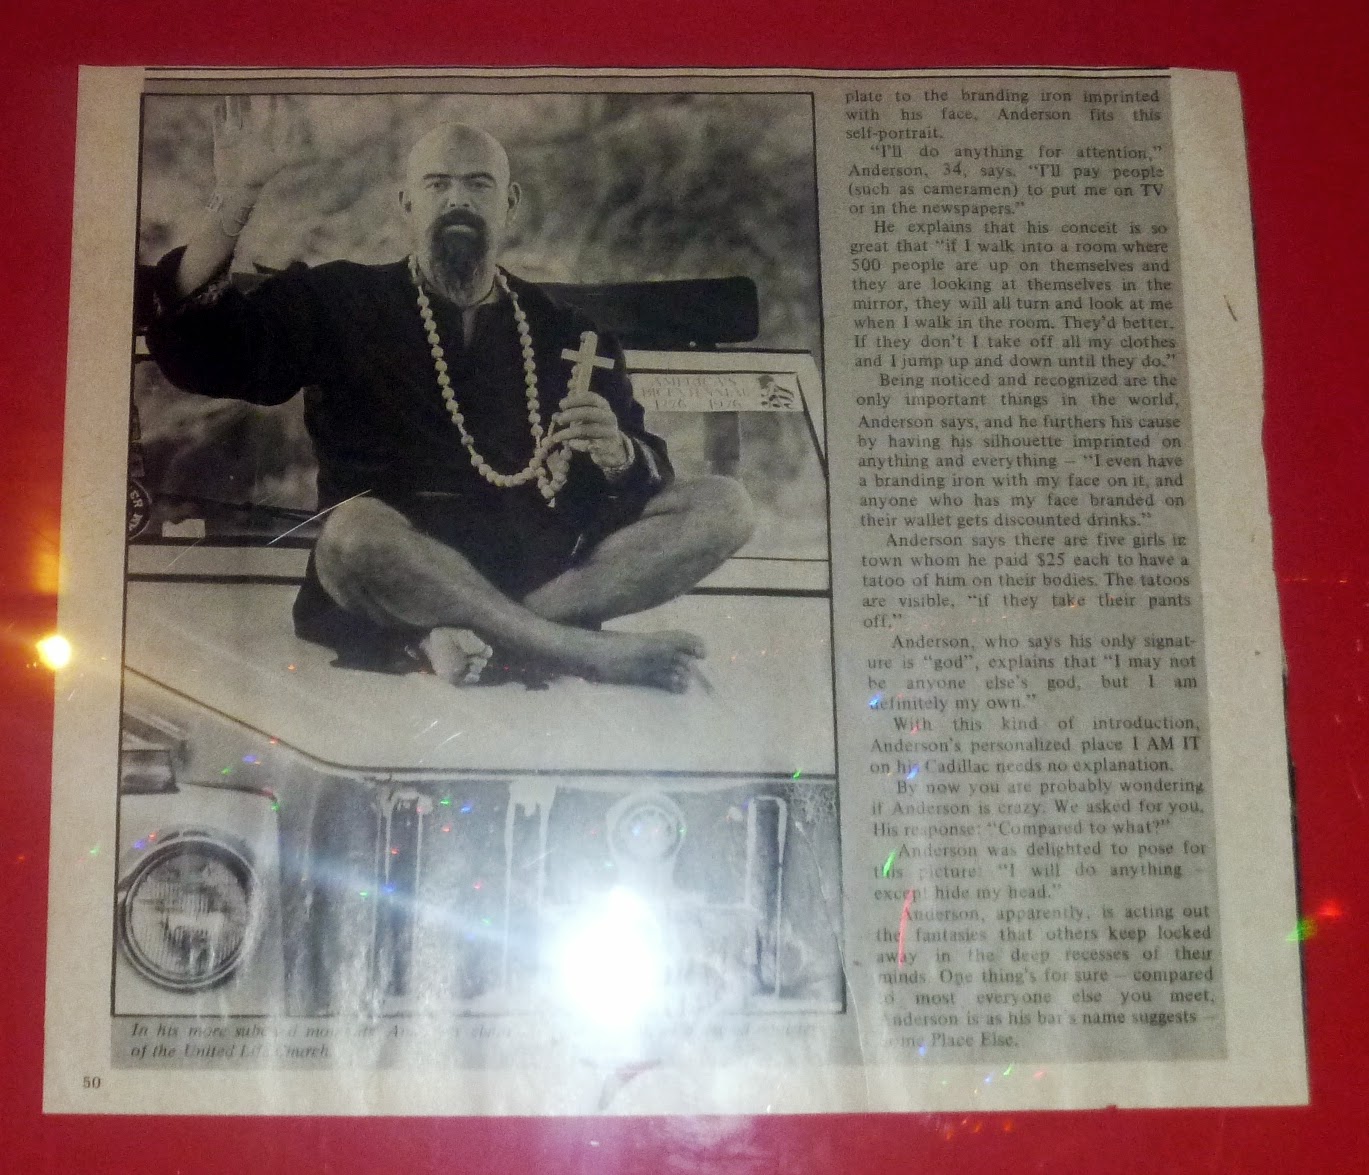 AMERICA'S
BICENTENNIAL
1776 1976
plate to the branding iron imprinted
with his face, Anderson fits this
self-portrait.
"I'll do anything for attention,"
Anderson, 34, says. "I'll pay people
(such as cameramen) to put me on TV
or in the newspapers."
He explains that his conceit is so
great that "if I walk into a room where
500 people are up on themselves and
they are looking at themselves in the
mirror, they will all turn and look at me
when I walk in the room. They'd better.
If they don't I take off all my clothes
and I jump up and down until they do."
Being noticed and recognized are the
only important things in the world,
Anderson says, and he furthers his cause
by having his silhouette imprinted on
anything and everything — "I even have
a branding iron with my face on it, and
anyone who has my face branded on
their wallet gets discounted drinks."
Anderson says there are five girls in
town whom he paid $25 each to have a
tatoo of him on their bodies. The tatoos
are visible, "if they take their pants
off."
Anderson, who says his only signat-
ure is "god", explains that "I may not
be anyone else's god, but I am
definitely my own."
With this kind of introduction,
Anderson's personalized place I AM IT
on his Cadillac needs no explanation.
By now you are probably wondering
if Anderson is crazy. We asked for you.
His response: "Compared to what?"
Anderson was delighted to pose for
this picture: "I will do anything —
except hide my head."
Anderson, apparently, is acting out
the fantasies that others keep locked
away in the deep recesses of their
minds. One thing's for sure — compared
most everyone else you meet,
Anderson is as his bar's name suggests —
Place Else.
In his more
of the United Life Church.
50